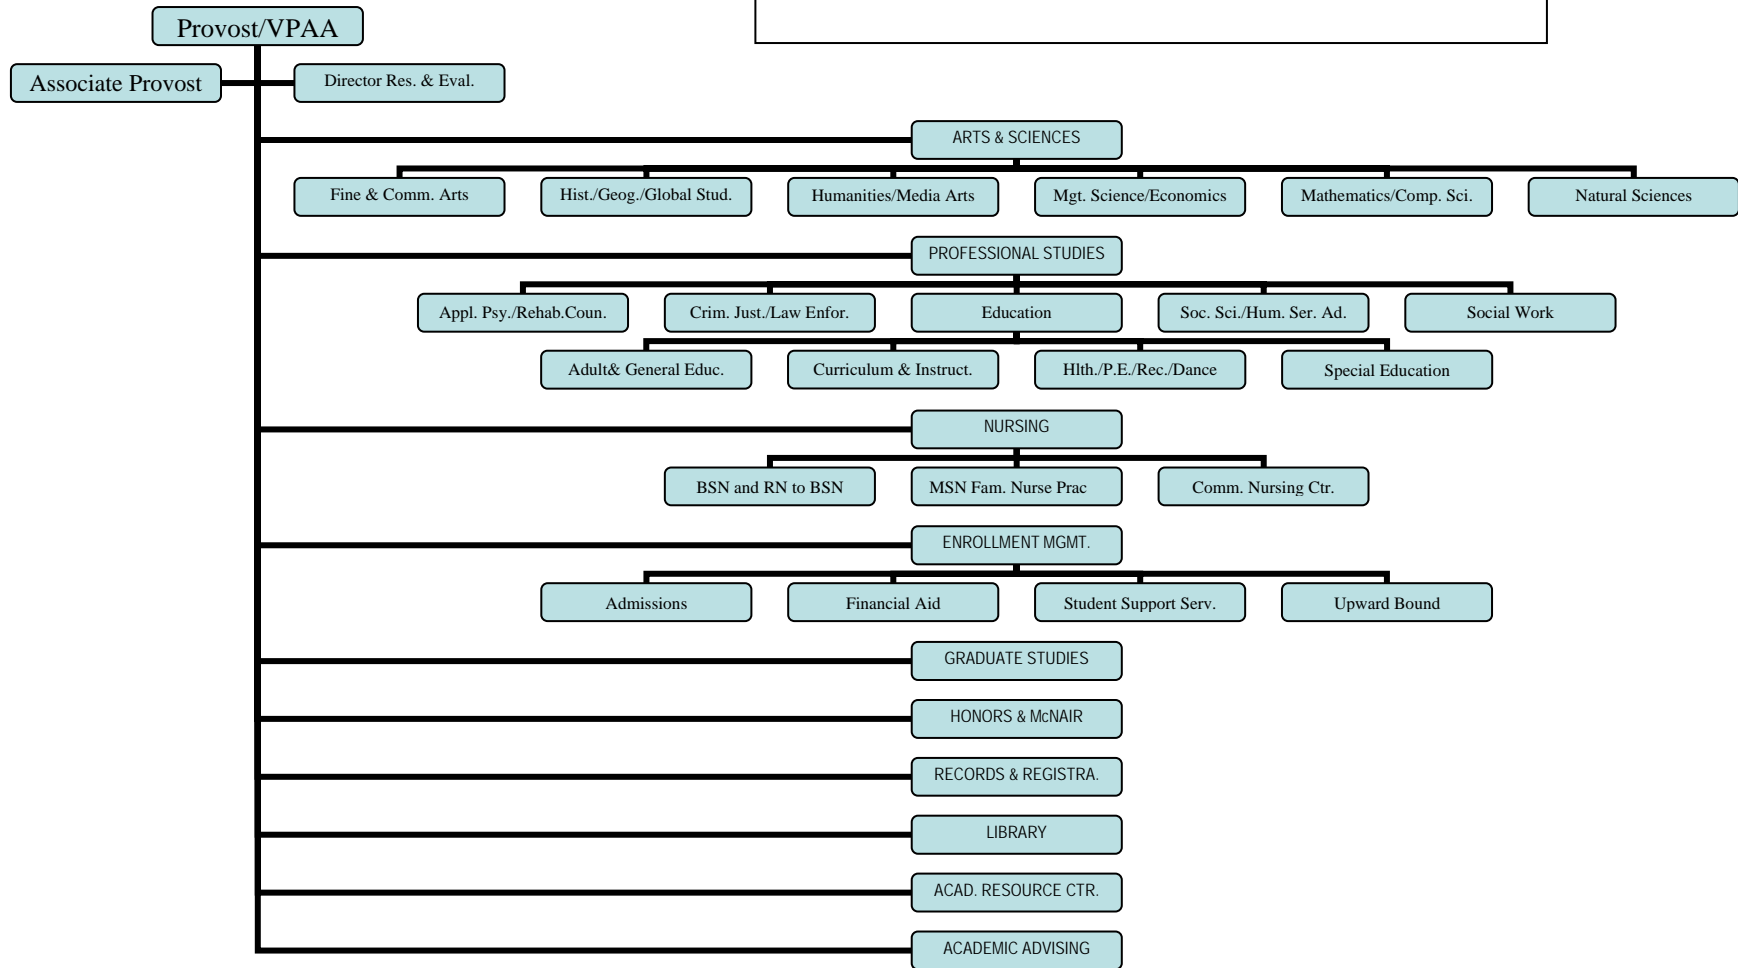 Provost/VPAA
Associate Provost
Director Res. & Eval.
ARTS & SCIENCES
Fine & Comm. Arts
Hist./Geog./Global Stud.
Humanities/Media Arts
Mgt. Science/Economics
Mathematics/Comp. Sci.
Natural Sciences
PROFESSIONAL STUDIES
Appl. Psy./Rehab.Coun.
Crim. Just./Law Enfor.
Education
Soc. Sci./Hum. Ser. Ad.
Social Work
Adult& General Educ.
Curriculum & Instruct.
Hlth./P.E./Rec./Dance
Special Education
NURSING
BSN and RN to BSN
MSN Fam. Nurse Prac
Comm. Nursing Ctr.
ENROLLMENT MGMT.
Admissions
Financial Aid
Student Support Serv.
Upward Bound
GRADUATE STUDIES
HONORS & McNAIR
RECORDS & REGISTRA.
LIBRARY
ACAD. RESOURCE CTR.
ACADEMIC ADVISING